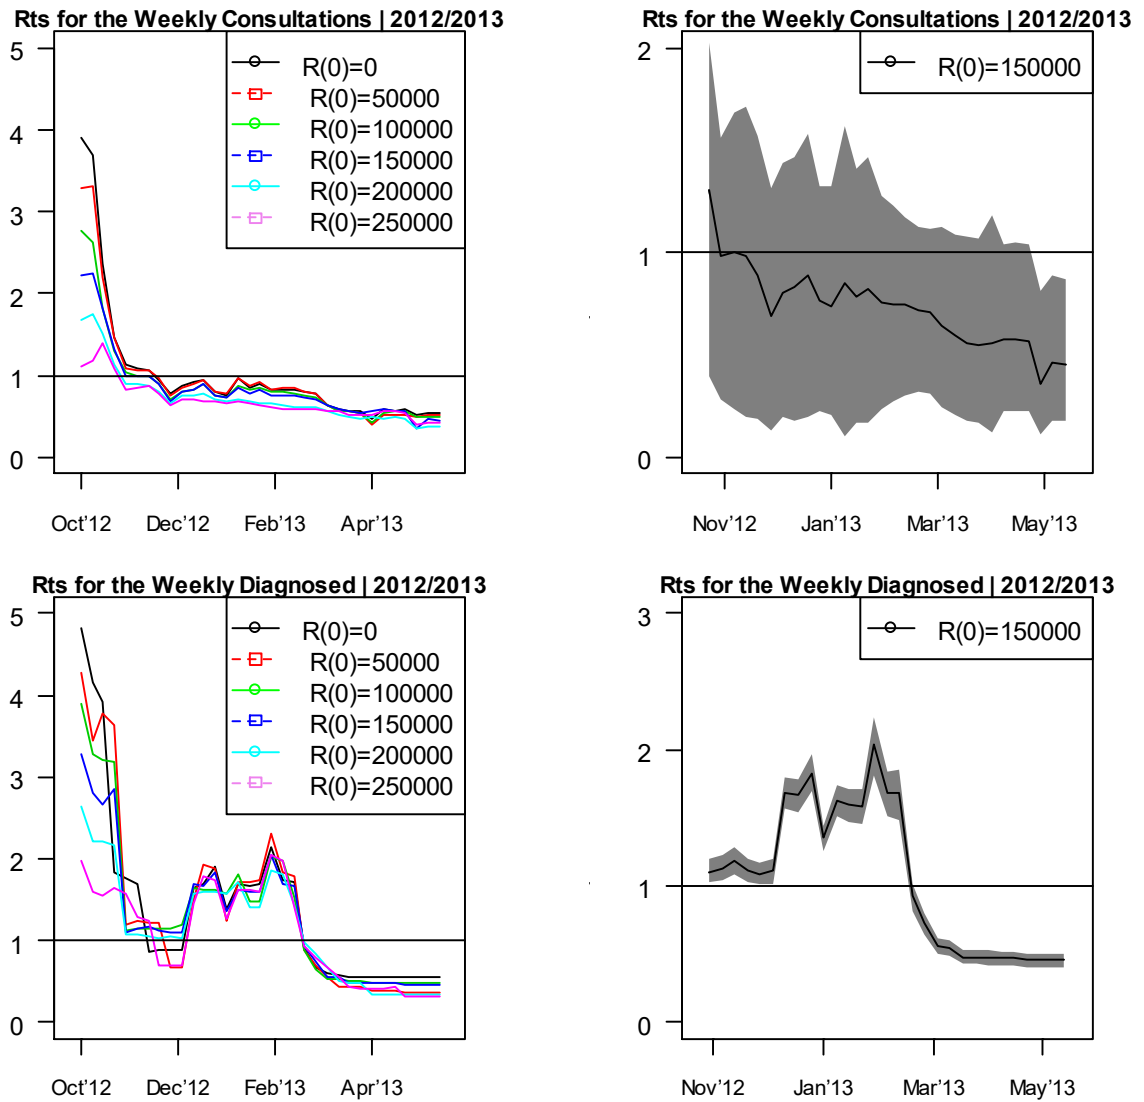 Rts for the Weekly Consultations | 2012/2013
5
4
3
2
1
0
R(0)=0
R(0)=50000
R(0)=100000
R(0)=150000
R(0)=200000
R(0)=250000
Oct'12 Dec'12 Feb'13 Apr'13
Rts for the Weekly Consultations | 2012/2013
2
1
0
R(0)=150000
Nov'12 Jan'13 Mar'13 May'13
Rts for the Weekly Diagnosed | 2012/2013
5
4
3
2
1
0
R(0)=0
R(0)=50000
R(0)=100000
R(0)=150000
R(0)=200000
R(0)=250000
Oct'12 Dec'12 Feb'13 Apr'13
Rts for the Weekly Diagnosed | 2012/2013
3
2
1
0
R(0)=150000
Nov'12 Jan'13 Mar'13 May'13